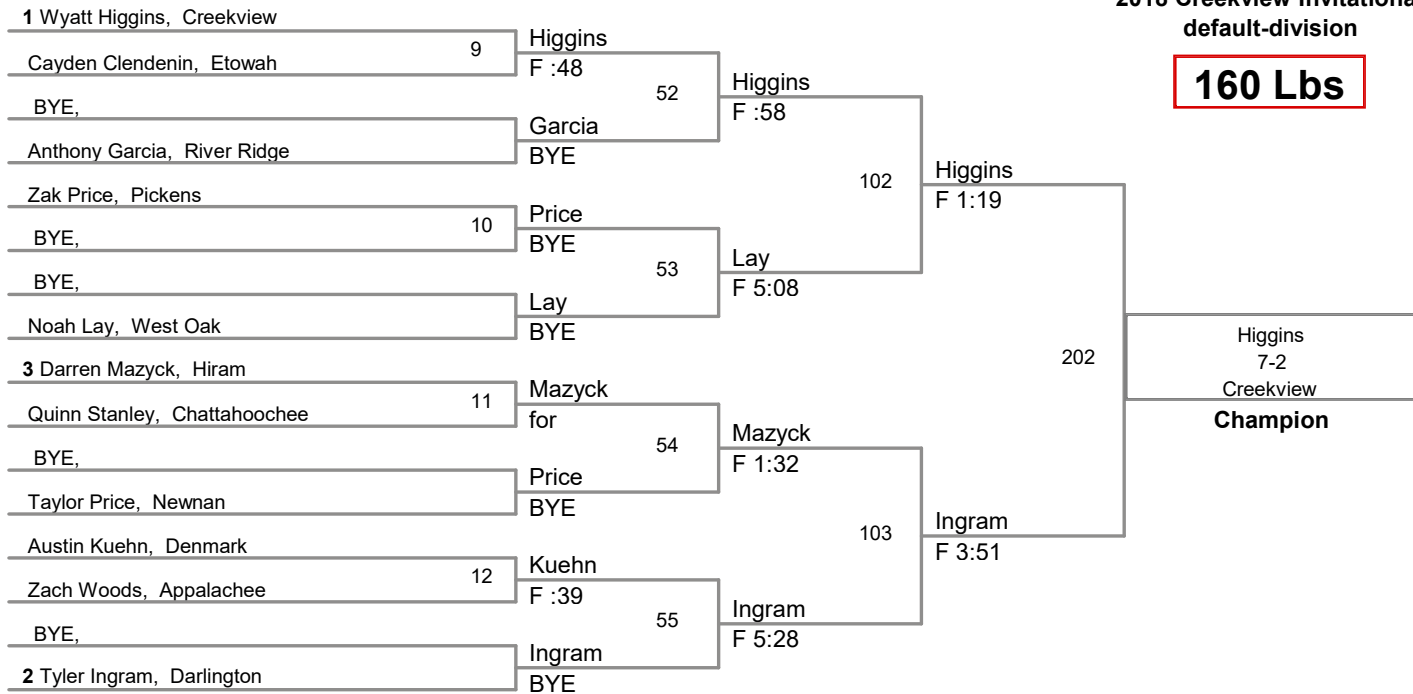 2018 Creekview Invitational
default-division
160 Lbs
1 Wyatt Higgins, Creekview
9
Cayden Clendenin, Etowah
BYE,
Anthony Garcia, River Ridge
Zak Price, Pickens
10
BYE,
BYE,
Noah Lay, West Oak
3 Darren Mazyck, Hiram
11
Quinn Stanley, Chattahoochee
BYE,
Taylor Price, Newnan
Austin Kuehn, Denmark
12
Zach Woods, Appalachee
BYE,
2 Tyler Ingram, Darlington
Higgins
F :48
52
Garcia
BYE
Price
BYE
53
Lay
BYE
Mazyck
for
54
Price
BYE
Kuehn
F :39
55
Ingram
BYE
Higgins
F :58
102
Lay
F 5:08
Mazyck
F 1:32
103
Ingram
F 5:28
Higgins
F 1:19
202
Ingram
F 3:51
Higgins
7-2
Creekview
Champion